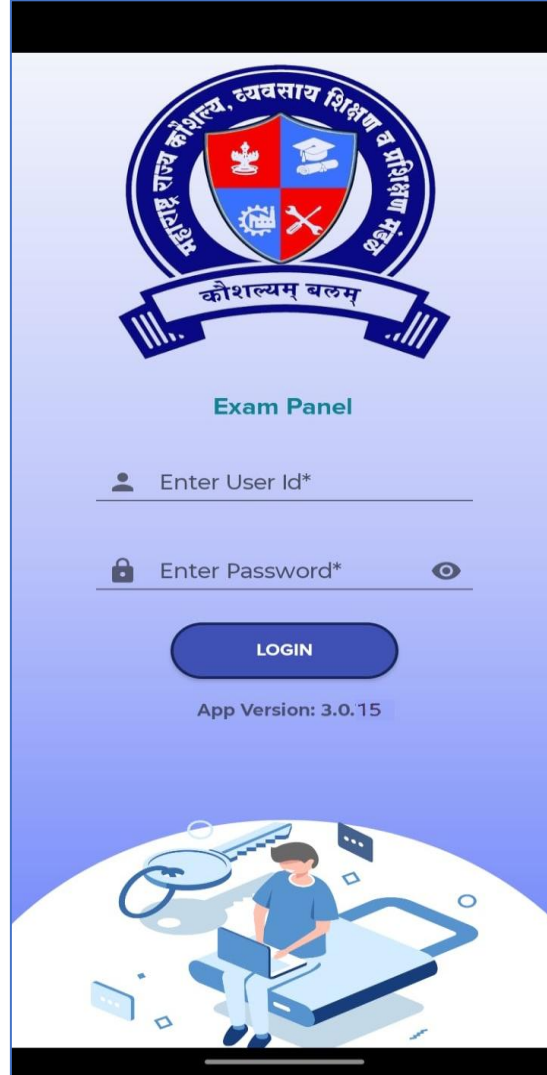 महाराष्ट्र राज्य कौशल्य, व्यवसाय शिक्षण व प्रशिक्षण मंडळ
कौशल्यम् बलम्
Exam Panel
Enter User Id*
Enter Password*
LOGIN
App Version: 3.0.15